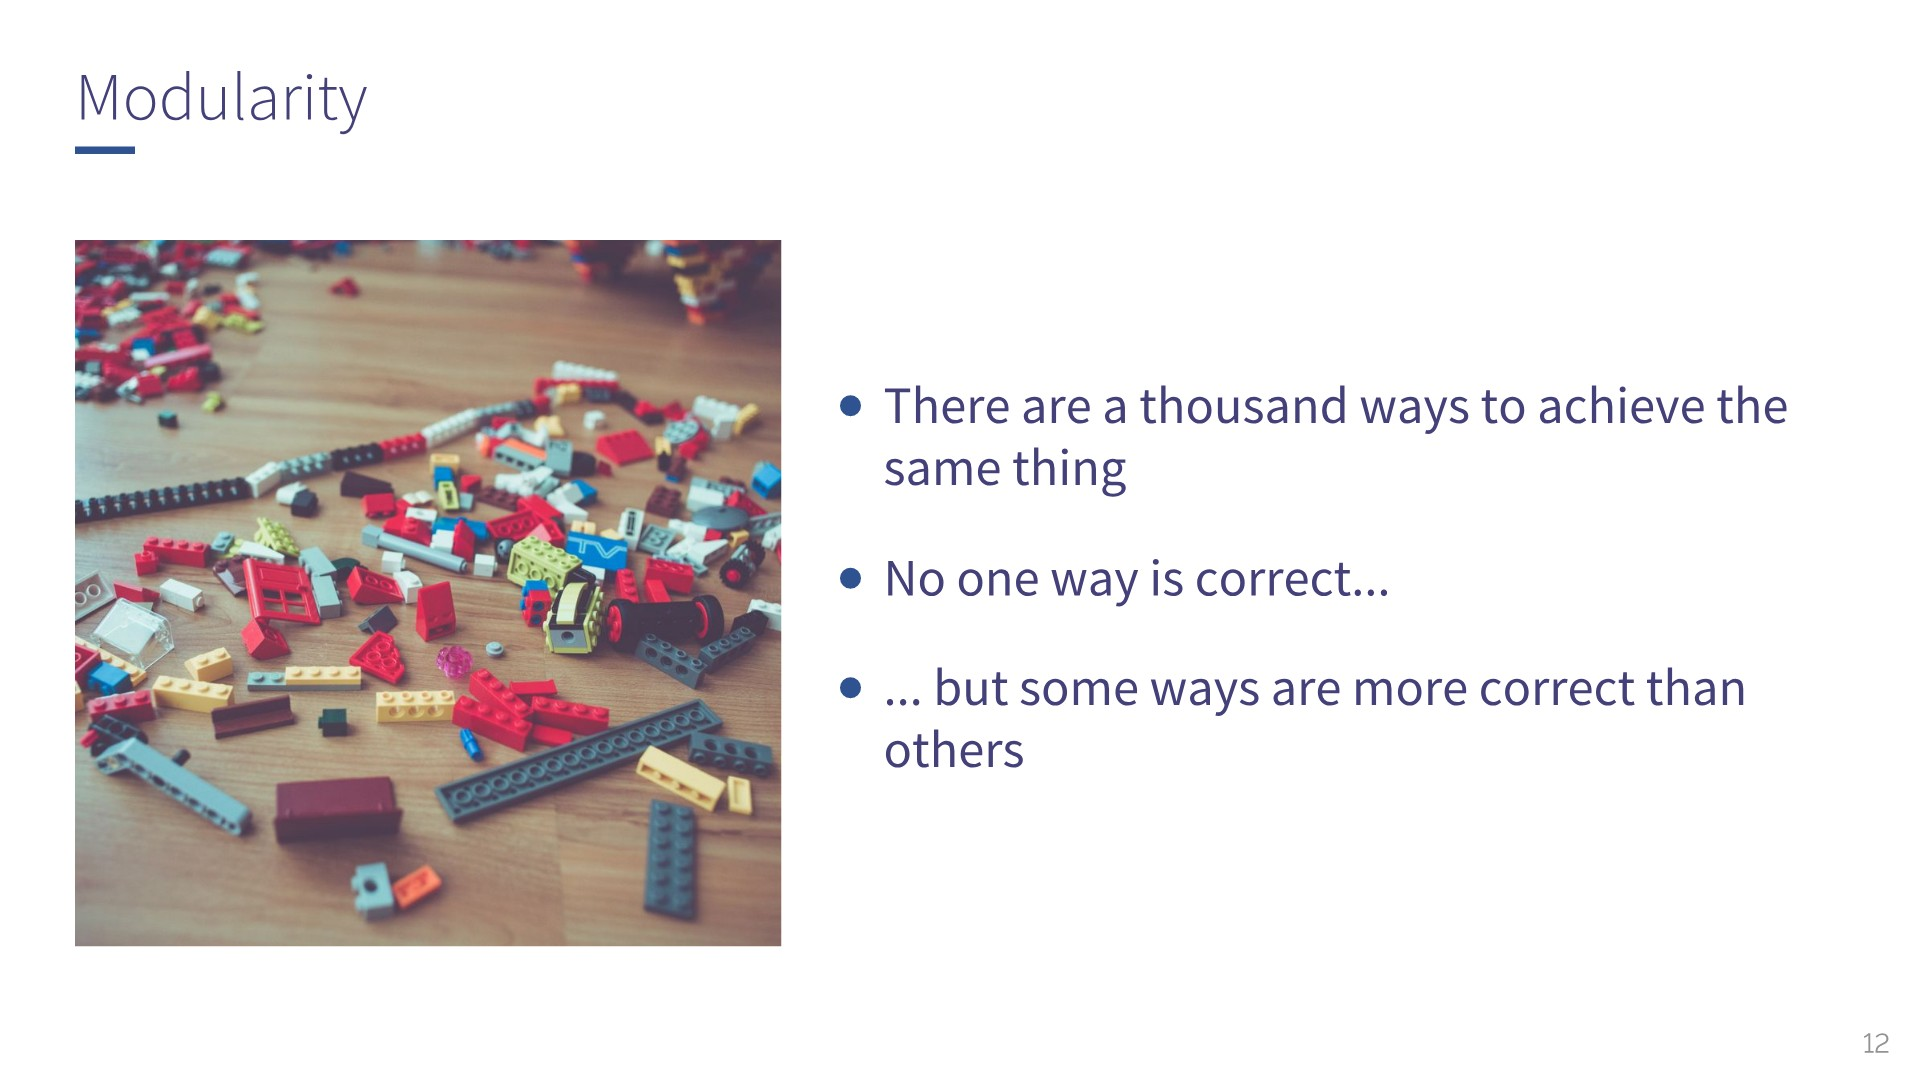 Modularity
TV
There are a thousand ways to achieve the
same thing
No one way is correct...
... but some ways are more correct than
others
12